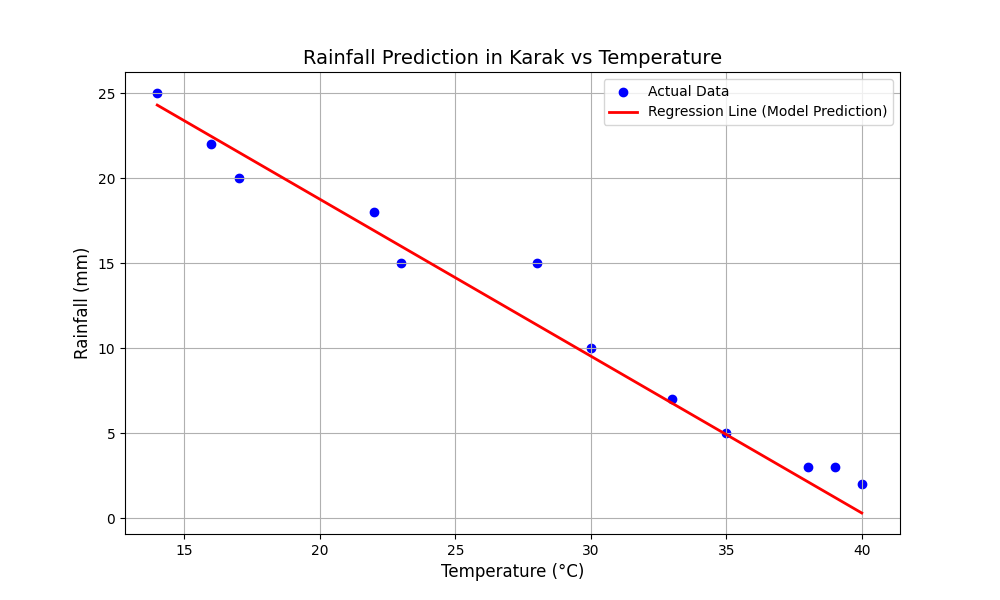 Rainfall Prediction in Karak vs Temperature
Actual Data
Regression Line (Model Prediction)
25
20
15
10
5
0
Rainfall (mm)
15
20
25
30
35
40
Temperature (°C)